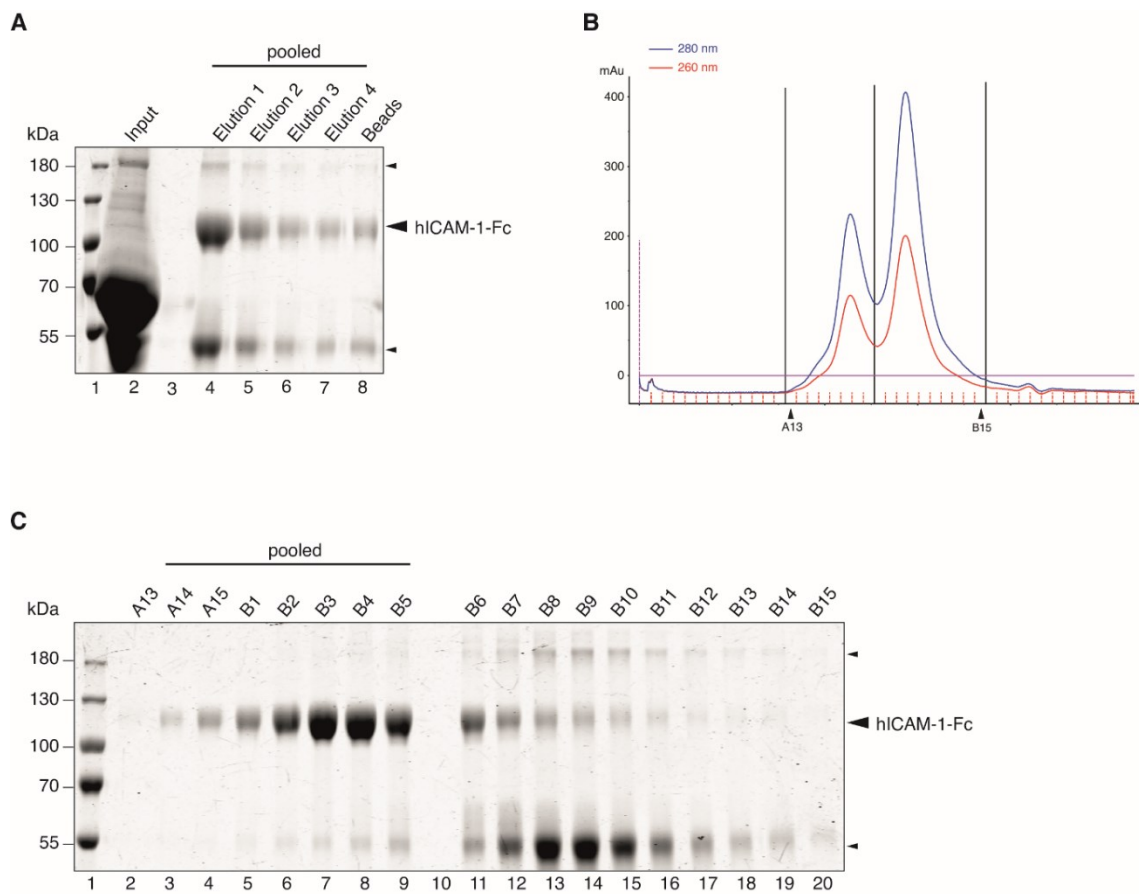 A
pooled
Input
Elution 1
Elution 2
Elution 3
Elution 4
Beads
kDa
180
130
100
70
55
hICAM-1-Fc
1 2 3 4 5 6 7 8
B
280 nm
260 nm
mAu
400
300
200
100
0
A13
B15
C
pooled
kDa
A13 A14 A15 B1 B2 B3 B4 B5 B6 B7 B8 B9 B10 B11 B12 B13 B14 B15
180
130
100
70
55
hICAM-1-Fc
1 2 3 4 5 6 7 8 9 10 11 12 13 14 15 16 17 18 19 20